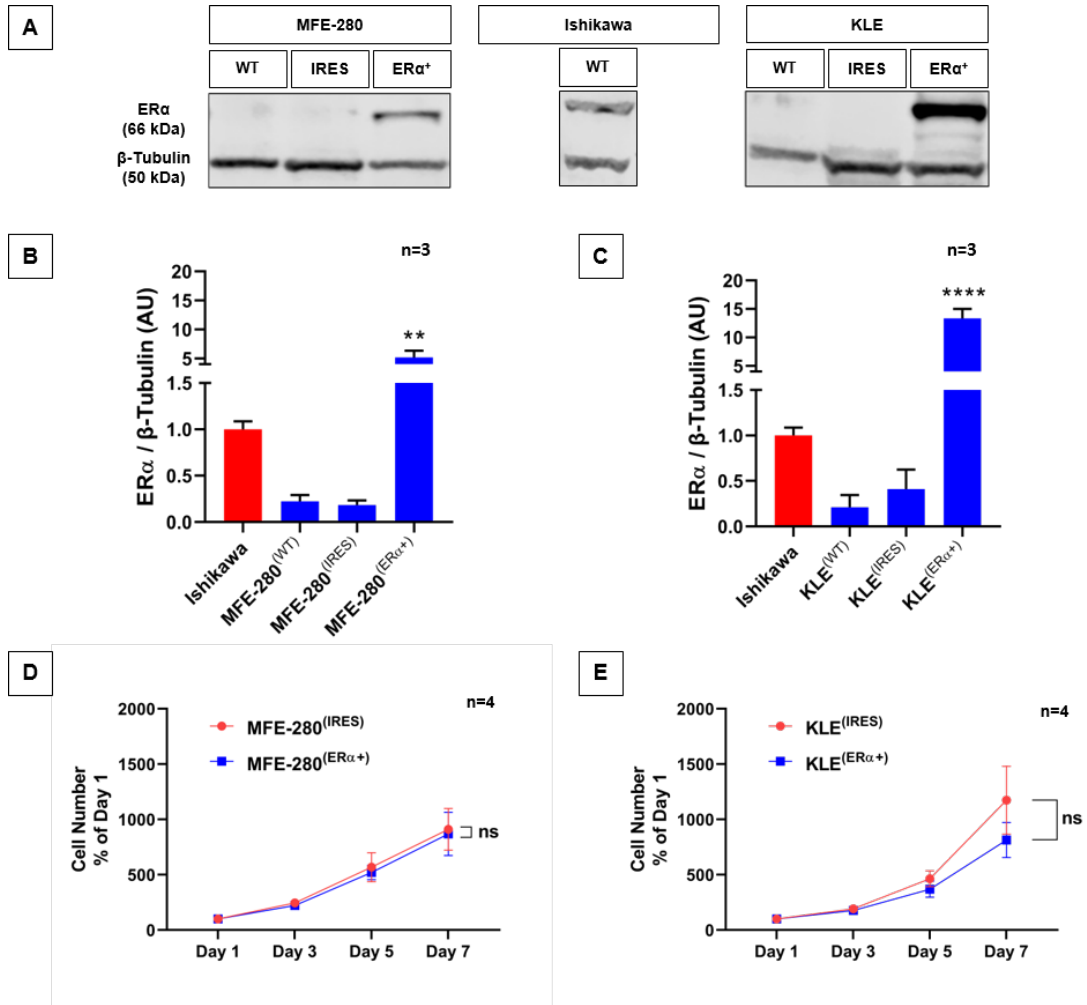 A
MFE-280
Ishikawa
KLE
WT
IRES
ERα⁺
WT
WT
IRES
ERα⁺
ERα
(66 kDa)
β-Tubulin
(50 kDa)
B
n=3
ERα / β-Tubulin (AU)
20
15
10
5
1.5
1.0
0.5
0.0
**
Ishikawa
MFE-280(WT)
MFE-280(IRES)
MFE-280(ERα+)
C
n=3
ERα / β-Tubulin (AU)
20
15
10
5
1.5
1.0
0.5
0.0
****
Ishikawa
KLE(WT)
KLE(IRES)
KLE(ERα+)
D
n=4
Cell Number
% of Day 1
2000
1500
1000
500
0
MFE-280(IRES)
MFE-280(ERα+)
ns
Day 1
Day 3
Day 5
Day 7
E
n=4
Cell Number
% of Day 1
2000
1500
1000
500
0
KLE(IRES)
KLE(ERα+)
ns
Day 1
Day 3
Day 5
Day 7